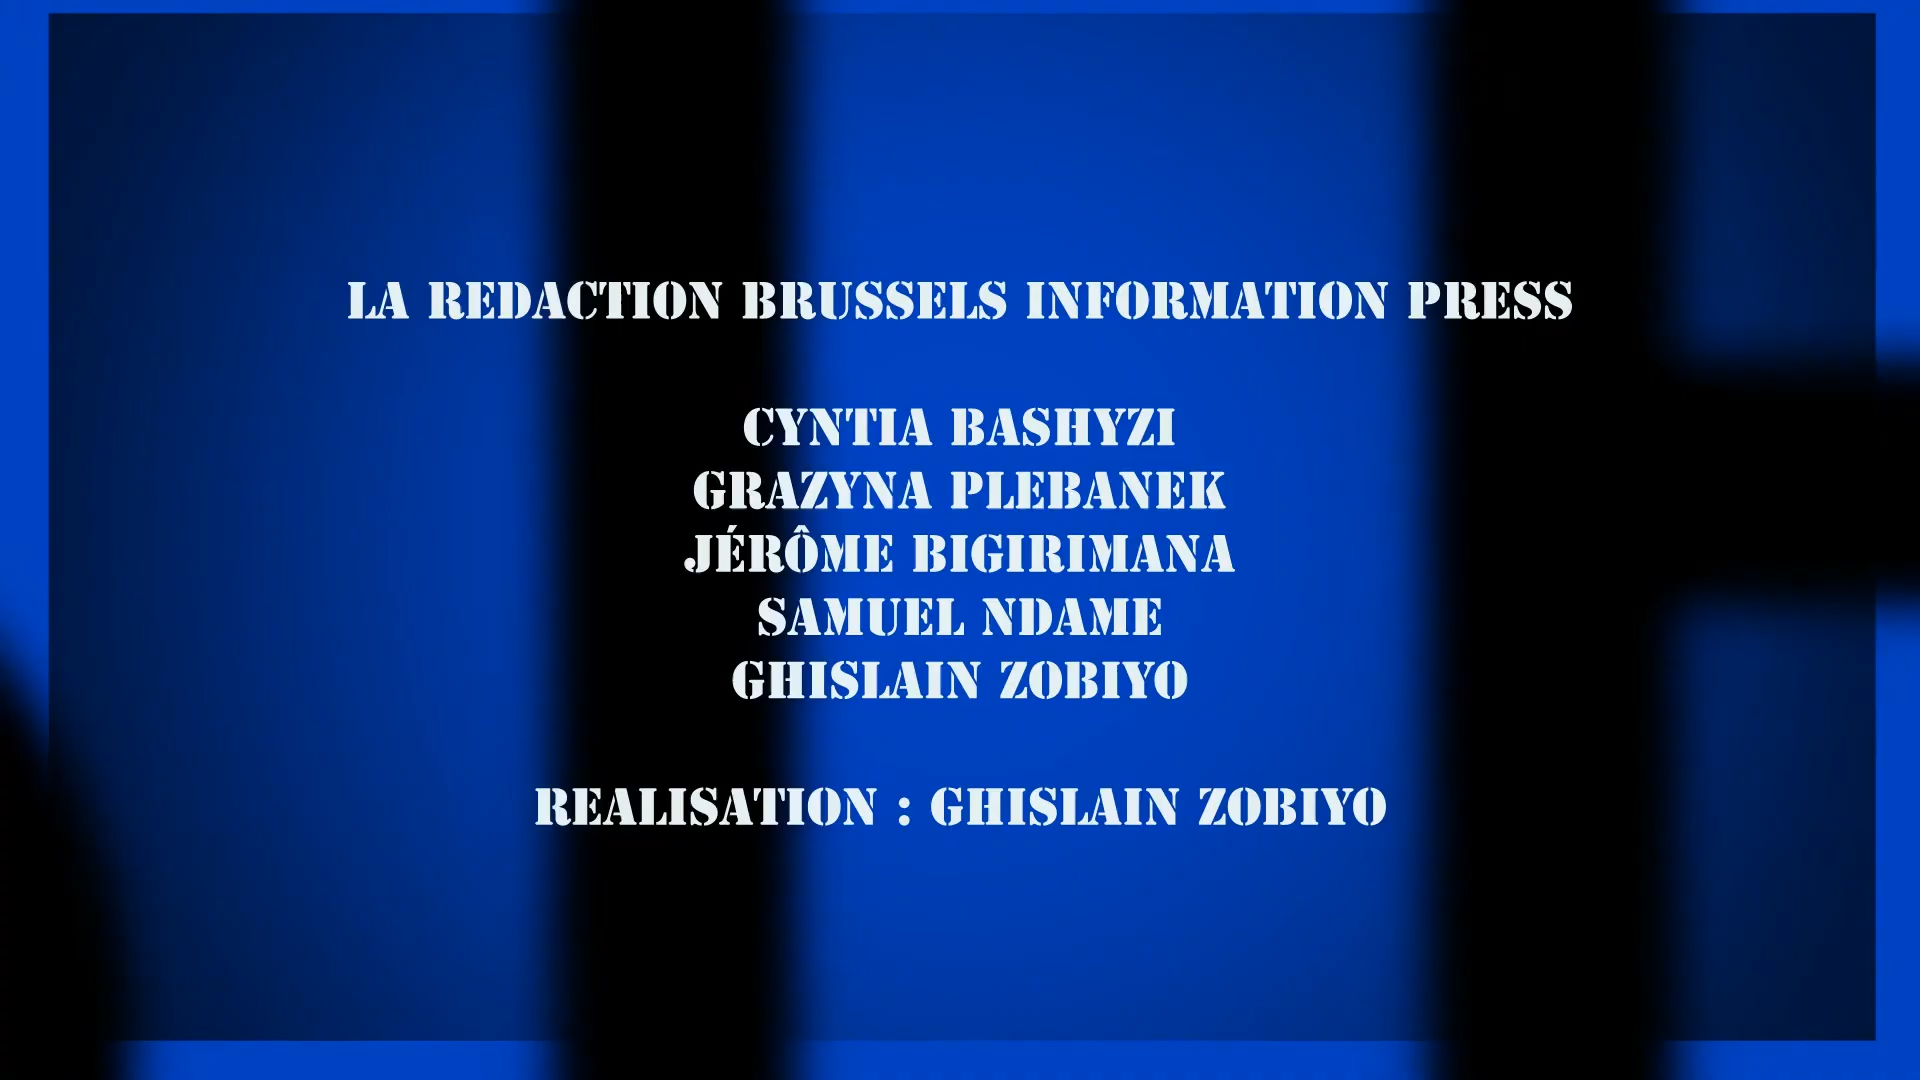 LA REDACTION BRUSSELS INFORMATION PRESS
CYNTIA BASHYZI
GRAZYNA PLEBANEK
JÉRÔME BIGIRIMANA
SAMUEL NDAME
GHISLAIN ZOBIYO
REALISATION : GHISLAIN ZOBIYO